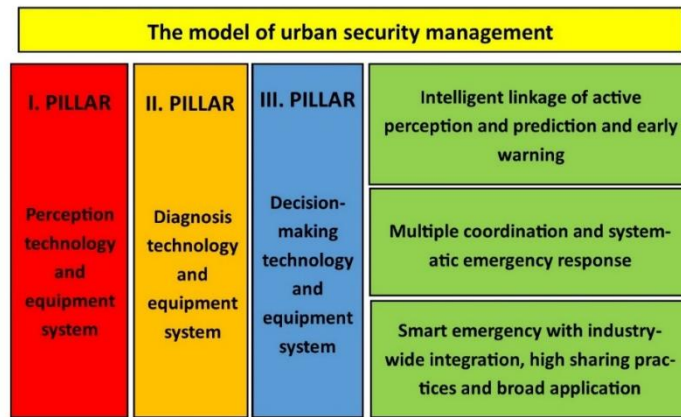 The model of urban security management
I. PILLAR
Perception
technology
and
equipment
system
II. PILLAR
Diagnosis
technology
and
equipment
system
III. PILLAR
Decision-
making
technology
and
equipment
system
Intelligent linkage of active
perception and prediction and early
warning
Multiple coordination and system-
atic emergency response
Smart emergency with industry-
wide integration, high sharing prac-
tices and broad application